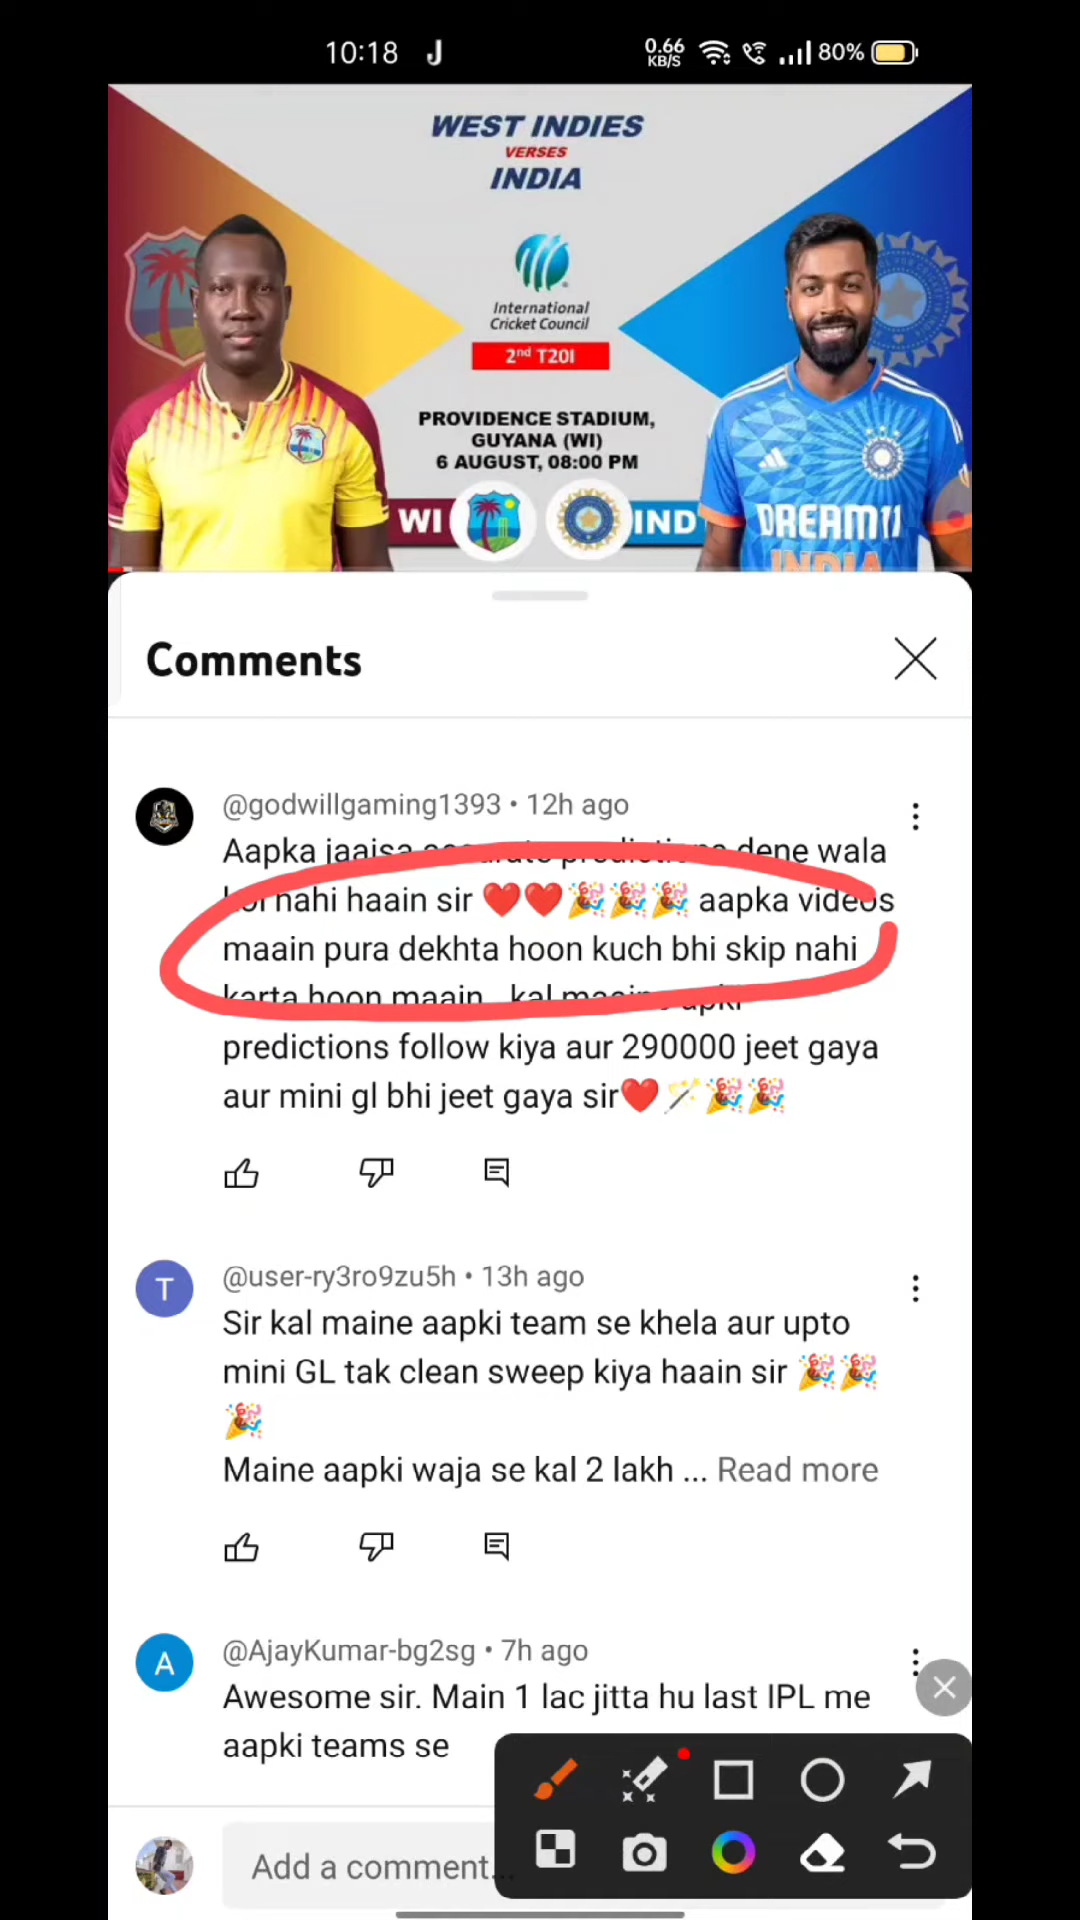 10:18 J
0.66
KB/S
80%
WEST INDIES
VERSES
INDIA
International
Cricket Council
2nd T20I
PROVIDENCE STADIUM,
GUYANA (WI)
6 AUGUST, 08:00 PM
WI
IND
DREAM11
INDIA
Comments
@godwillgaming1393 • 12h ago
Aapka jaaisa accurate predictions dene wala
koi nahi haain sir ❤️❤️🎉🎉🎉 aapka videos
maain pura dekhta hoon kuch bhi skip nahi
karta hoon maain kal apki
predictions follow kiya aur 290000 jeet gaya
aur mini gl bhi jeet gaya sir❤️🪄🎉🎉
T
@user-ry3ro9zu5h • 13h ago
Sir kal maine aapki team se khela aur upto
mini GL tak clean sweep kiya haain sir 🎉🎉
🎉
Maine aapki waja se kal 2 lakh ... Read more
A
@AjayKumar-bg2sg • 7h ago
Awesome sir. Main 1 lac jitta hu last IPL me
aapki teams se
Add a comment...